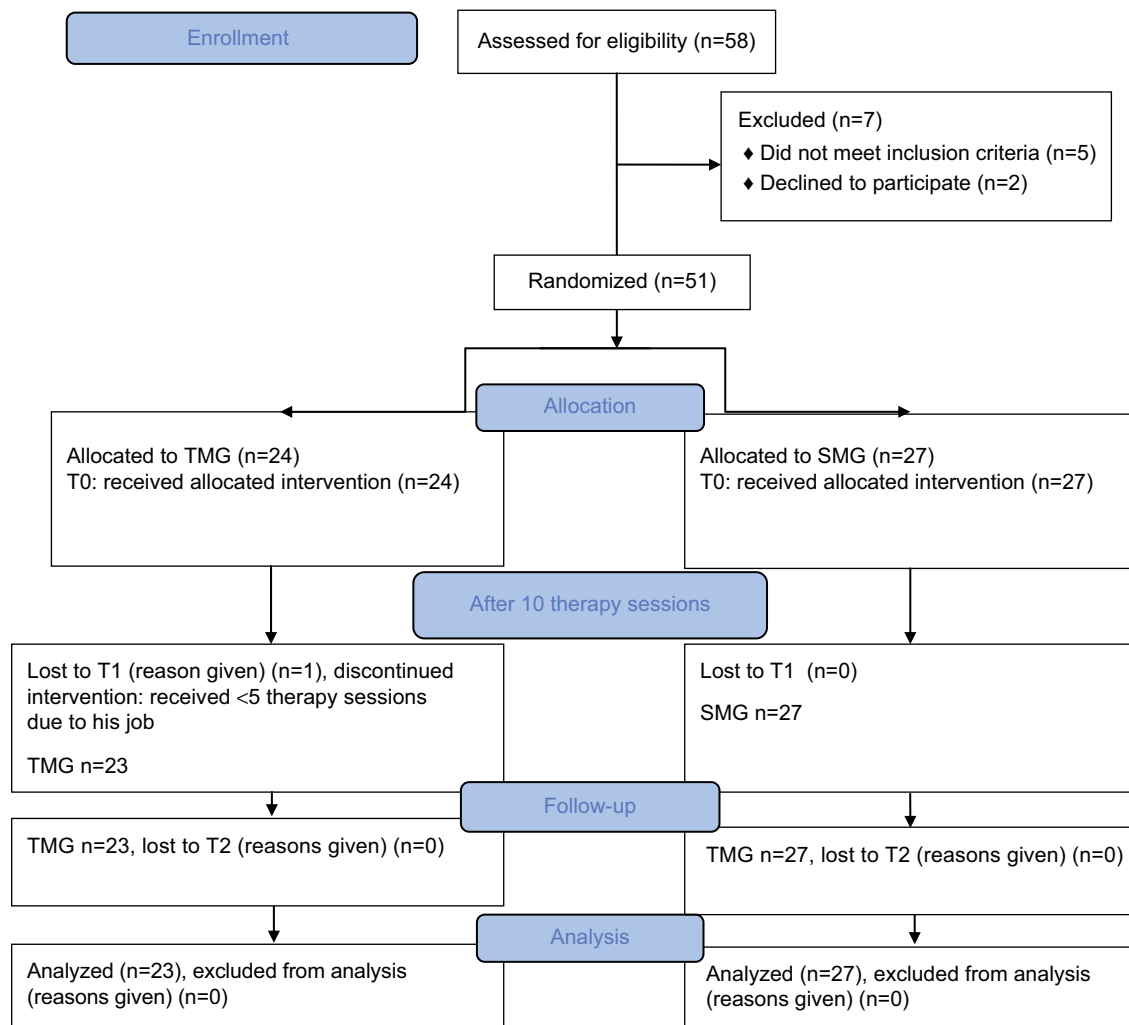 Enrollment
Assessed for eligibility (n=58)
Excluded (n=7)
♦ Did not meet inclusion criteria (n=5)
♦ Declined to participate (n=2)
Randomized (n=51)
Allocation
Allocated to TMG (n=24)
T0: received allocated intervention (n=24)
Allocated to SMG (n=27)
T0: received allocated intervention (n=27)
After 10 therapy sessions
Lost to T1 (reason given) (n=1), discontinued
intervention: received <5 therapy sessions
due to his job
TMG n=23
Lost to T1 (n=0)
SMG n=27
Follow-up
TMG n=23, lost to T2 (reasons given) (n=0)
TMG n=27, lost to T2 (reasons given) (n=0)
Analysis
Analyzed (n=23), excluded from analysis
(reasons given) (n=0)
Analyzed (n=27), excluded from analysis
(reasons given) (n=0)